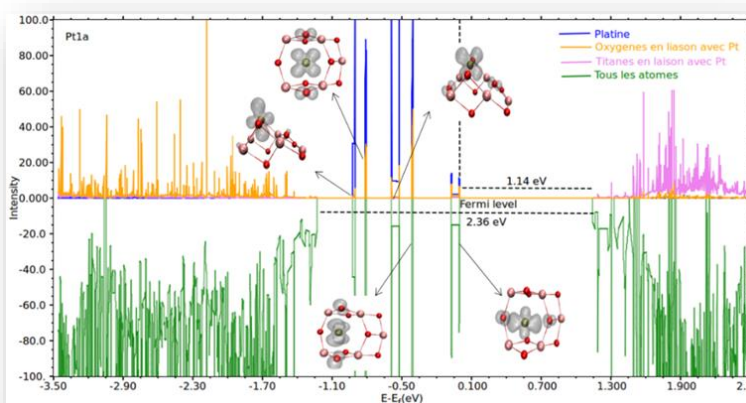 Pt1a
Platine
Oxygenes en liason avec Pt
Titanes en laison avec Pt
Tous les atomes
100.0
80.00
60.00
40.00
20.00
0.000
-20.0
-40.0
-60.0
-80.0
-100.
Intensity
1.14 eV
Fermi level
2.36 eV
-3.50 -2.90 -2.30 -1.70 -1.10 -0.50 0.100 0.700 1.300 1.900
E-Ef(eV)